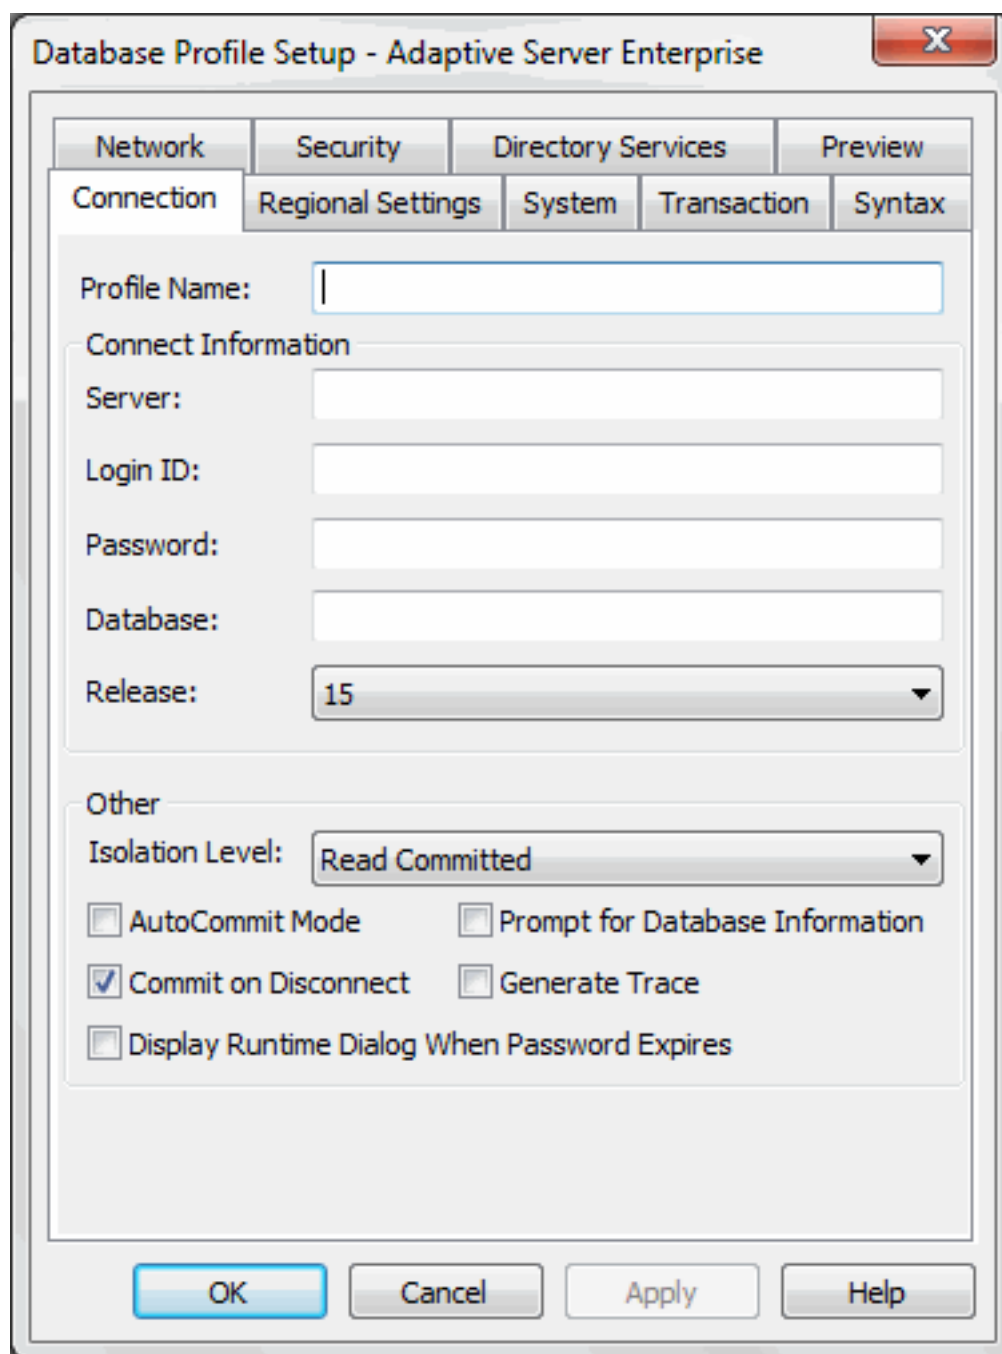 Database Profile Setup - Adaptive Server Enterprise
Network Security Directory Services Preview
Connection Regional Settings System Transaction Syntax
Profile Name:
Connect Information
Server:
Login ID:
Password:
Database:
Release: 15
Other
Isolation Level: Read Committed
AutoCommit Mode Prompt for Database Information
Commit on Disconnect Generate Trace
Display Runtime Dialog When Password Expires
OK Cancel Apply Help